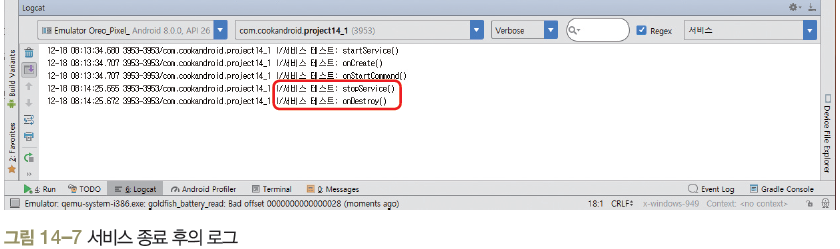 Logcat
Emulator Oreo_Pixel_ Android 8.0.0, API 26
com.cookandroid.project14_1 (3953)
Verbose
Regex
서비스
12-18 08:13:34.680 3953-3953/com.cookandroid.project14_1 I/서비스 테스트: startService()
12-18 08:13:34.707 3953-3953/com.cookandroid.project14_1 I/서비스 테스트: onCreate()
12-18 08:13:34.707 3953-3953/com.cookandroid.project14_1 I/서비스 테스트: onStartCommand()
12-18 08:14:25.655 3953-3953/com.cookandroid.project14_1 I/서비스 테스트: stopService()
12-18 08:14:25.672 3953-3953/com.cookandroid.project14_1 I/서비스 테스트: onDestroy()
Build Variants
2: Favorites
Device File Explorer
4: Run
TODO
6: Logcat
Android Profiler
Terminal
0: Messages
Event Log
Gradle Console
Emulator: qemu-system-i386.exe: goldfish_battery_read: Bad offset 0000000000000028 (moments ago)
18:1
CRLF
x-windows-949
Context: <no context>
그림 14-7 서비스 종료 후의 로그